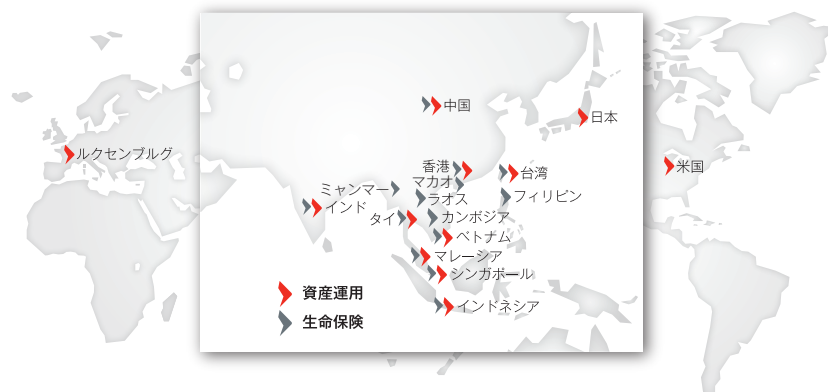 中国
日本
ルクセンブルグ
香港
台湾
米国
マカオ
ミャンマー
ラオス
フィリピン
インド
タイ
カンボジア
ベトナム
マレーシア
シンガポール
資産運用
インドネシア
生命保険